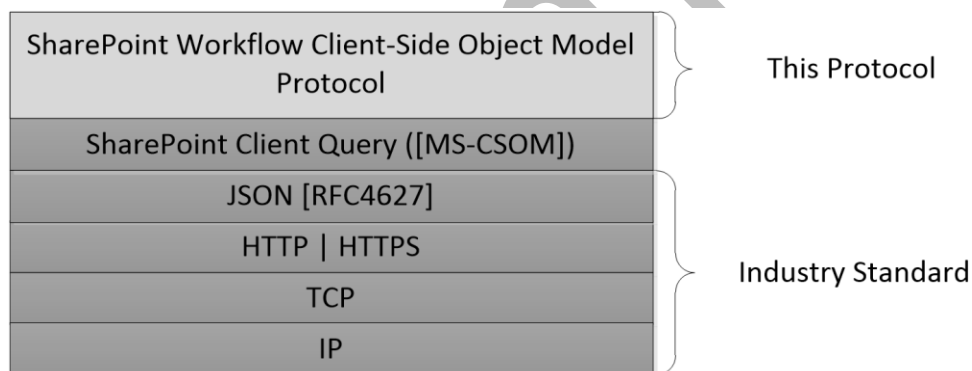 SharePoint Workflow Client-Side Object Model
Protocol
This Protocol
SharePoint Client Query ([MS-CSOM])
JSON [RFC4627]
HTTP | HTTPS
TCP
IP
Industry Standard